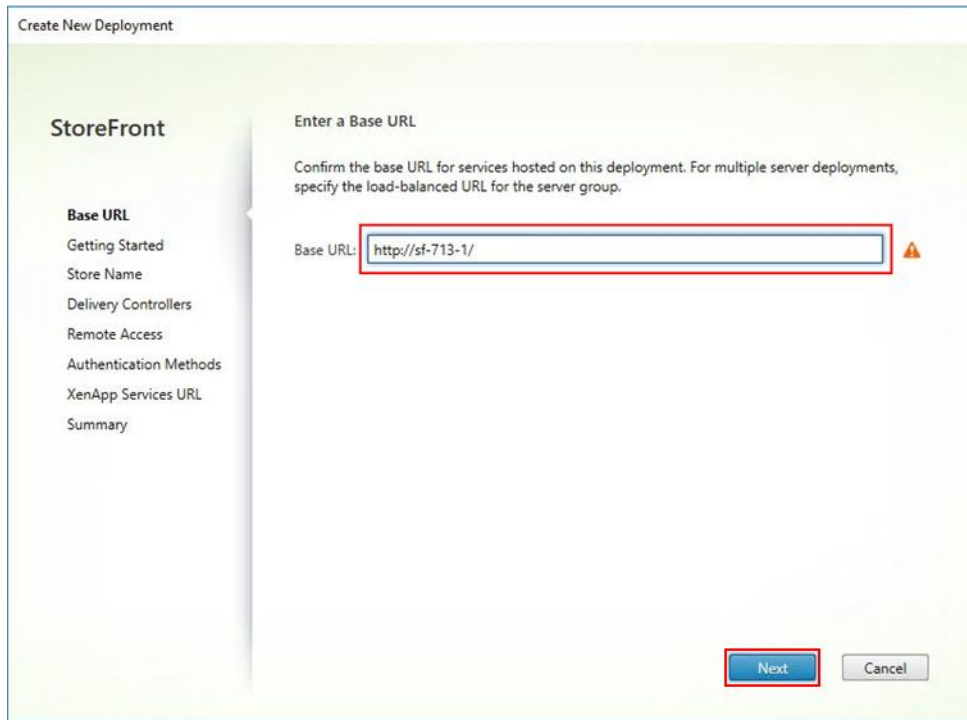 Create New Deployment
StoreFront
Base URL
Getting Started
Store Name
Delivery Controllers
Remote Access
Authentication Methods
XenApp Services URL
Summary
Enter a Base URL
Confirm the base URL for services hosted on this deployment. For multiple server deployments,
specify the load-balanced URL for the server group.
Base URL: http://sf-713-1/
Next Cancel